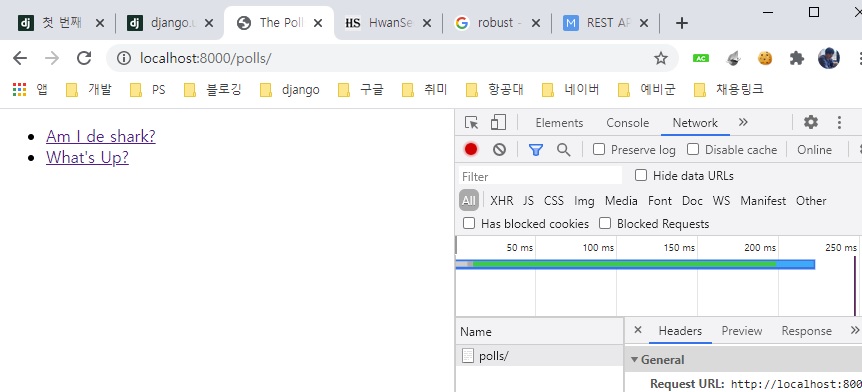 첫 번째
django.u
The Poll
HS HwanSe
robust -
M REST AP
localhost:8000/polls/
앱 개발 PS 블로깅 django 구글 취미 항공대 네이버 예비군 채용링크
Am I de shark?
What's Up?
Elements Console Network
Preserve log Disable cache Online
Filter Hide data URLs
All XHR JS CSS Img Media Font Doc WS Manifest Other
Has blocked cookies Blocked Requests
50 ms 100 ms 150 ms 200 ms 250 ms
Name
Headers Preview Response
polls/
General
Request URL: http://localhost:800